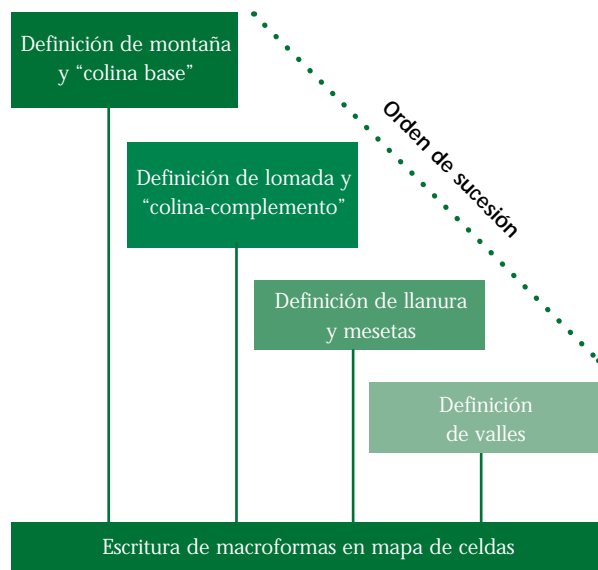 Definición de montaña
y “colina base”
Orden de sucesión
Definición de lomada y
“colina-complemento”
Definición de llanura
y mesetas
Definición
de valles
Escritura de macroformas en mapa de celdas